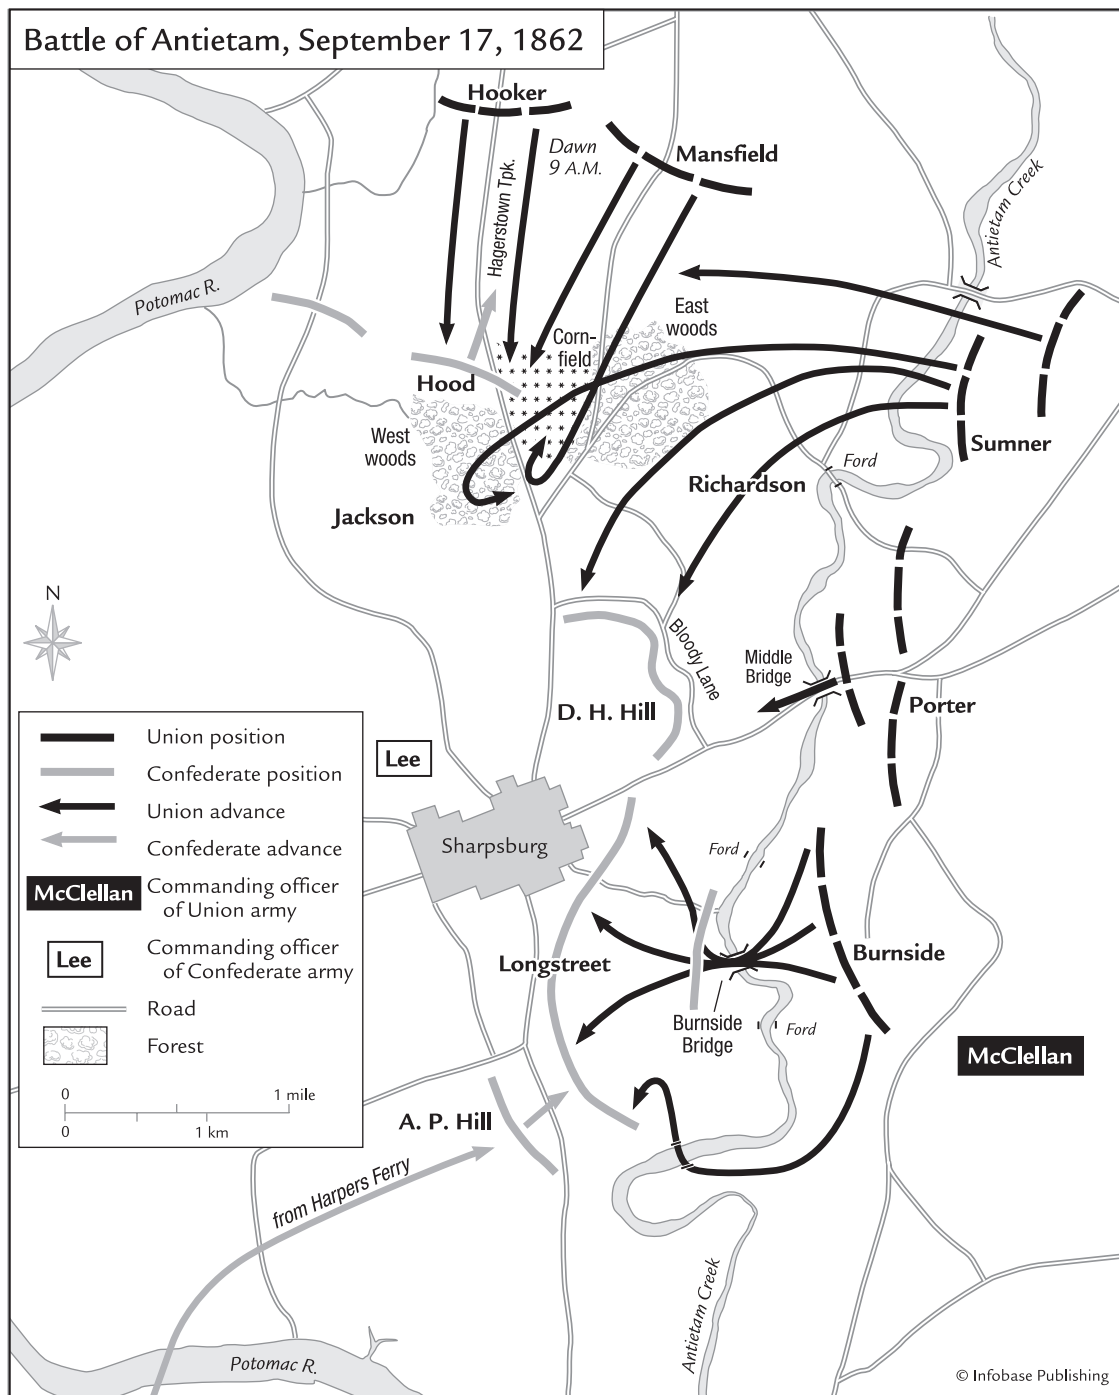 Battle of Antietam, September 17, 1862
Hooker
Dawn
9 A.M.
Mansfield
Hagerstown Tpk.
Antietam Creek
Potomac R.
East
woods
Corn-
field
Hood
West
woods
Sumner
Ford
Richardson
Jackson
N
Bloody Lane
Middle
Bridge
Porter
D. H. Hill
Lee
Union position
Confederate position
Union advance
Confederate advance
McClellan
Commanding officer
of Union army
Lee
Commanding officer
of Confederate army
Road
Forest
0
1 mile
0
1 km
Sharpsburg
Ford
Longstreet
Burnside
Burnside
Bridge
Ford
McClellan
A. P. Hill
from Harpers Ferry
Antietam Creek
Potomac R.
© Infobase Publishing